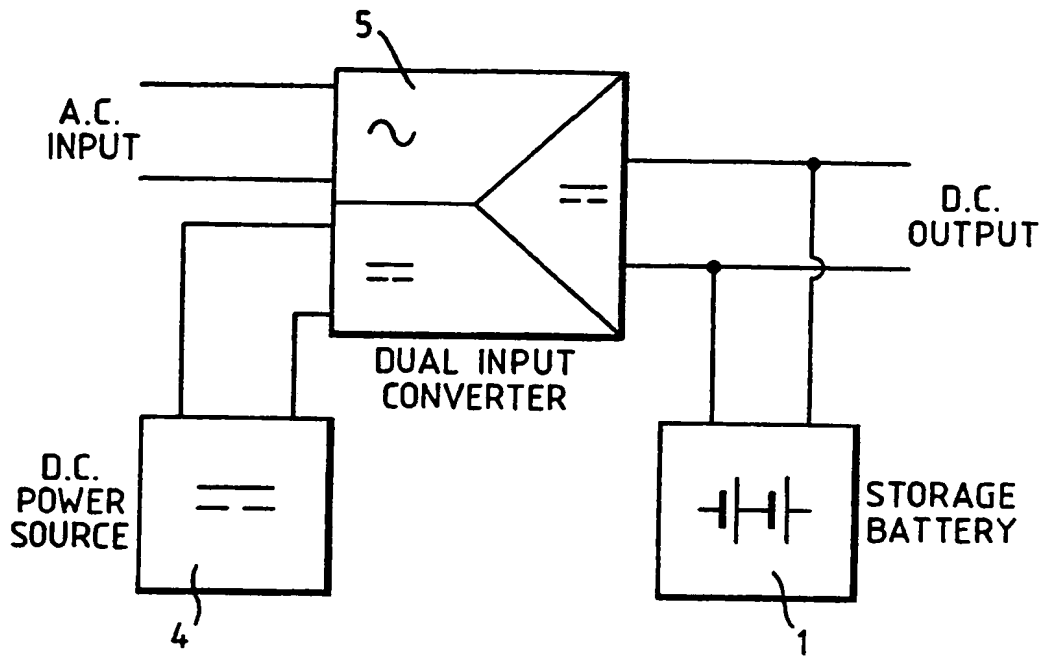 5
A.C.
INPUT
D.C.
OUTPUT
DUAL INPUT
CONVERTER
D.C.
POWER
SOURCE
STORAGE
BATTERY
4
1